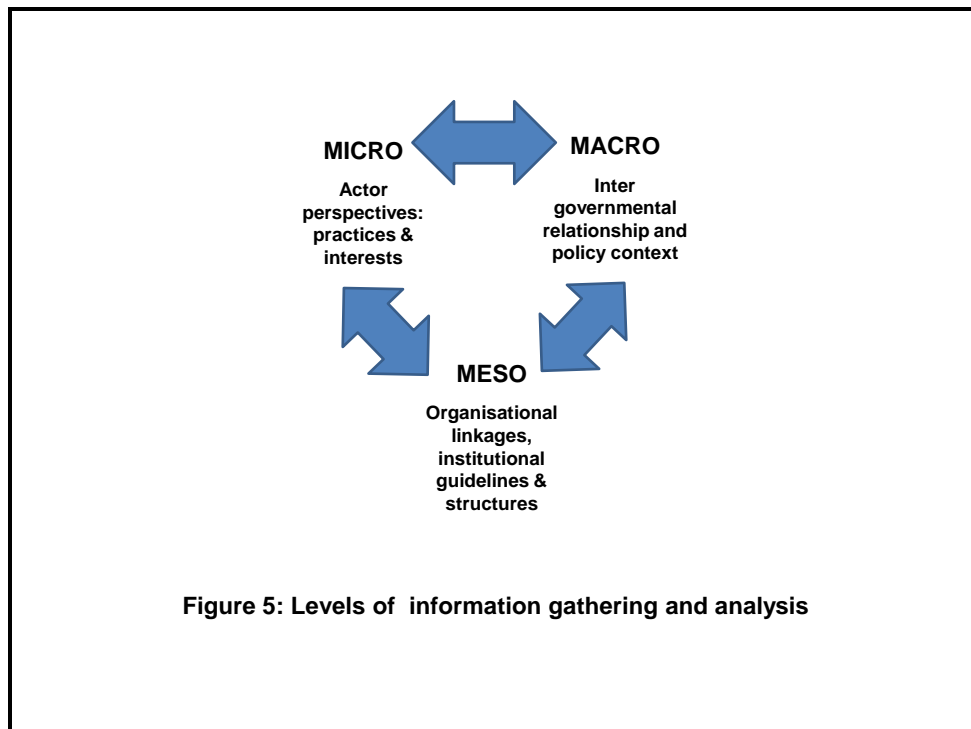 MICRO
Actor
perspectives:
practices &
interests
MACRO
Inter
governmental
relationship and
policy context
MESO
Organisational
linkages,
institutional
guidelines &
structures
Figure 5: Levels of information gathering and analysis